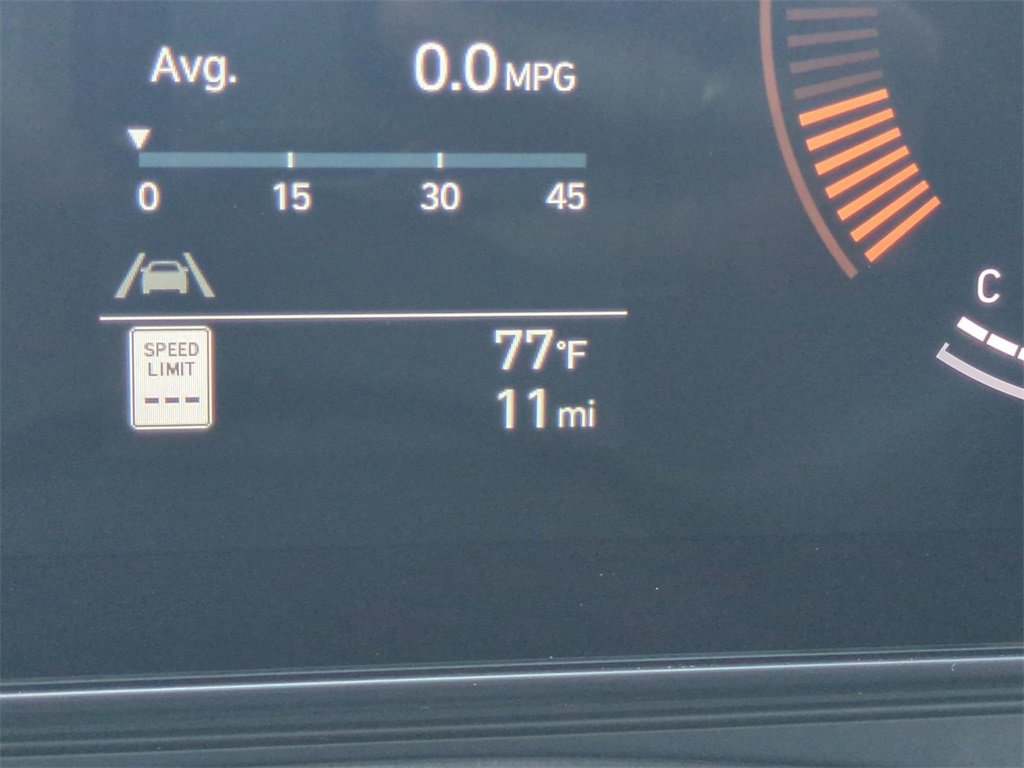 Avg. 0.0 MPG
0 15 30 45
C
SPEED
LIMIT
---
77°F
11 mi